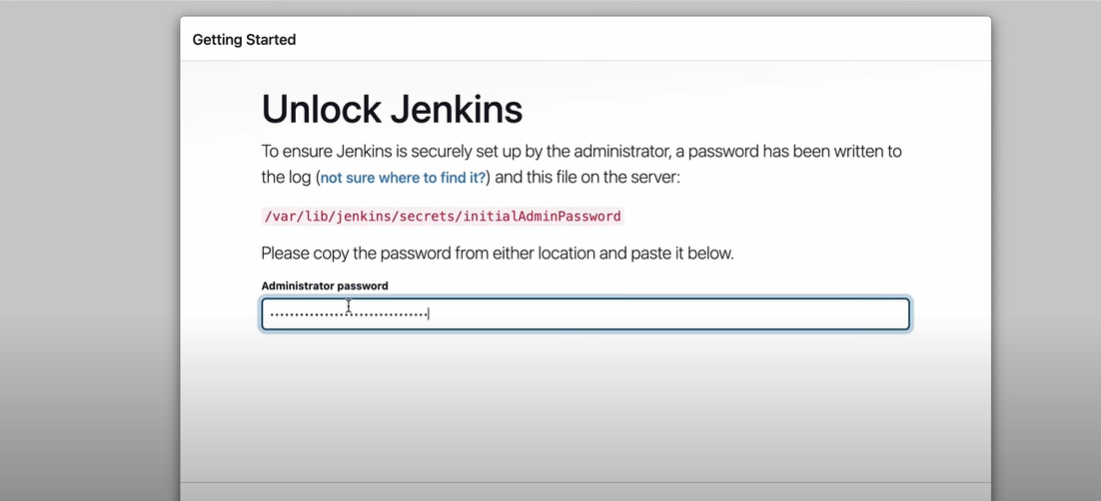 Getting Started
Unlock Jenkins
To ensure Jenkins is securely set up by the administrator, a password has been written to
the log (not sure where to find it?) and this file on the server:
/var/lib/jenkins/secrets/initialAdminPassword
Please copy the password from either location and paste it below.
Administrator password